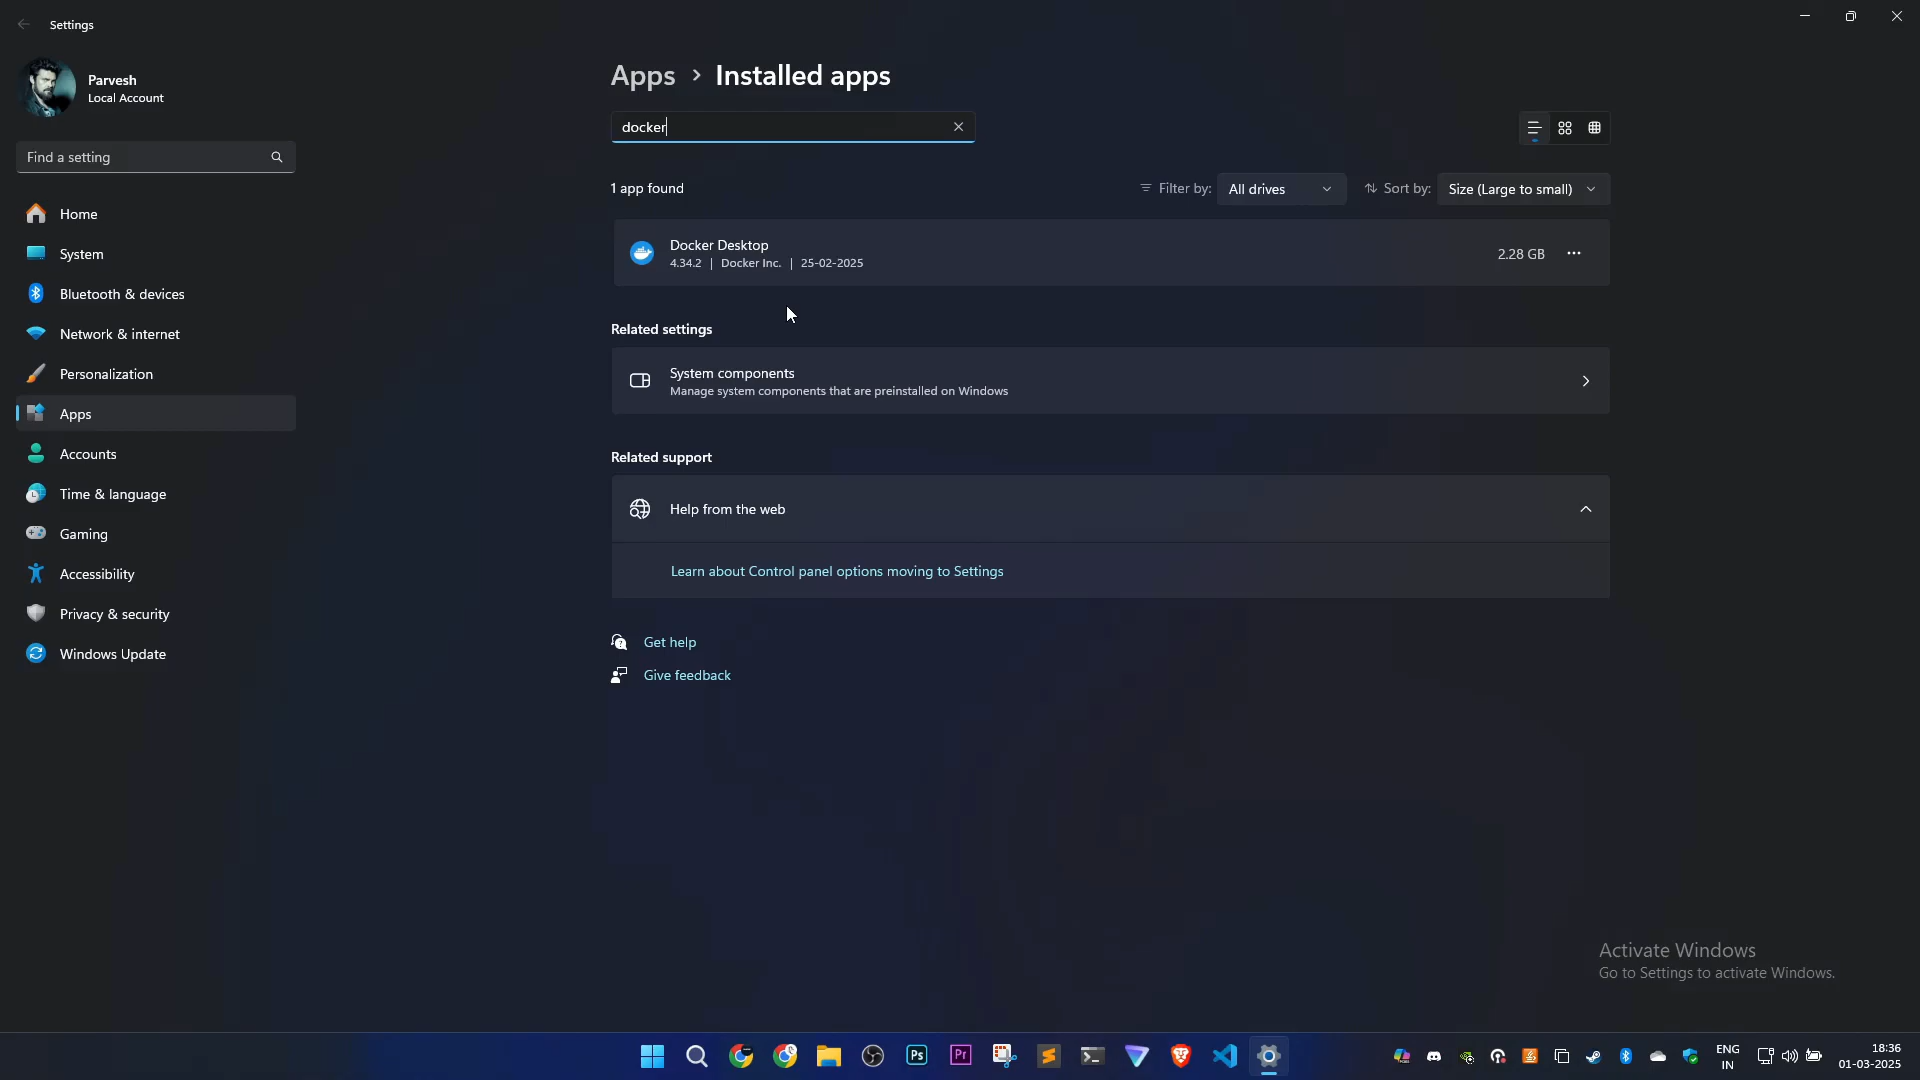 Settings
Parvesh
Local Account
Find a setting
Home
System
Bluetooth & devices
Network & internet
Personalization
Apps
Accounts
Time & language
Gaming
Accessibility
Privacy & security
Windows Update
Apps > Installed apps
docker
1 app found
Filter by: All drives
Sort by: Size (Large to small)
Docker Desktop
4.34.2 | Docker Inc. | 25-02-2025
2.28 GB
Related settings
System components
Manage system components that are preinstalled on Windows
Related support
Help from the web
Learn about Control panel options moving to Settings
Get help
Give feedback
Activate Windows
Go to Settings to activate Windows.
Ps
Pr
ENG
IN
18:36
01-03-2025